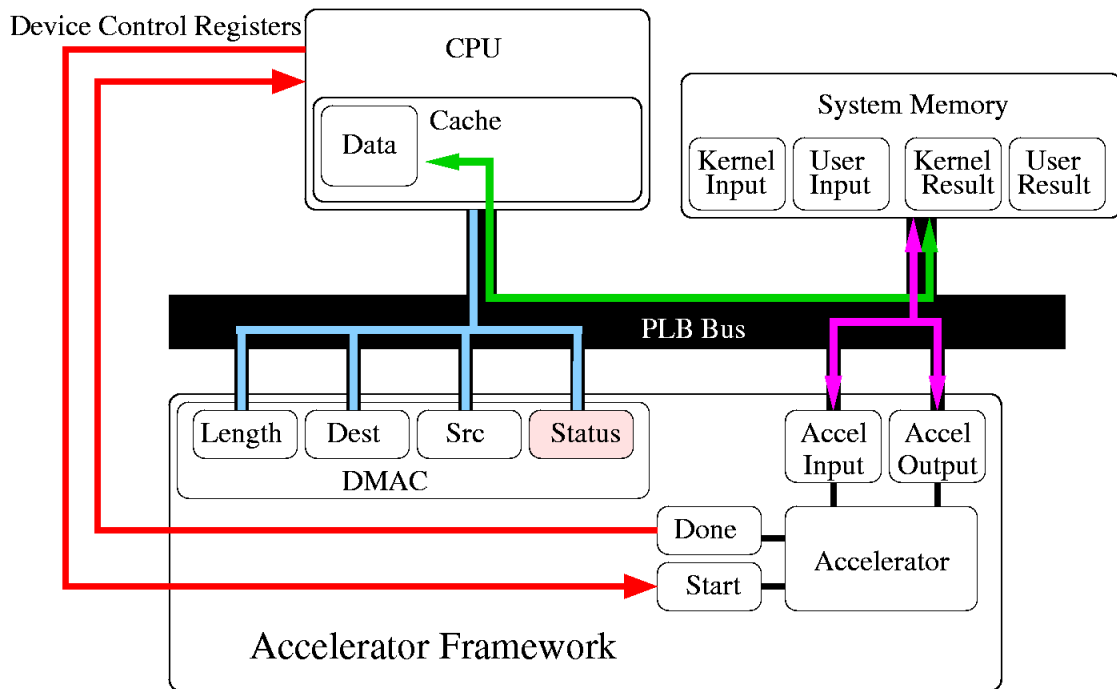 Device Control Registers
CPU
Cache
Data
System Memory
Kernel
Input
User
Input
Kernel
Result
User
Result
PLB Bus
Length
Dest
Src
Status
DMAC
Accel
Input
Accel
Output
Done
Start
Accelerator
Accelerator Framework